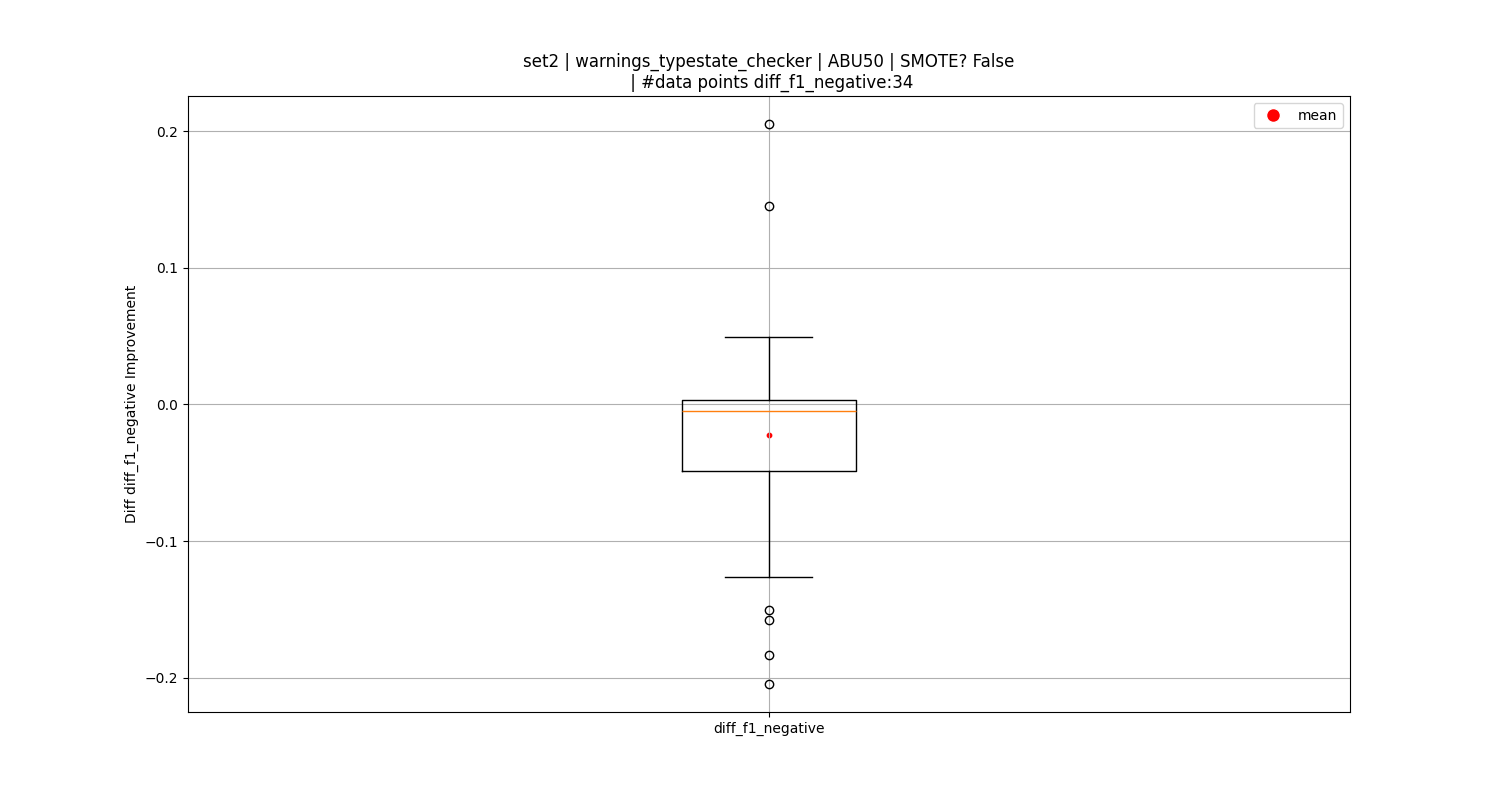 set2 | warnings_typestate_checker | ABU50 | SMOTE? False
| #data points diff_f1_negative:34
mean
Diff diff_f1_negative Improvement
0.2
0.1
0.0
−0.1
−0.2
diff_f1_negative